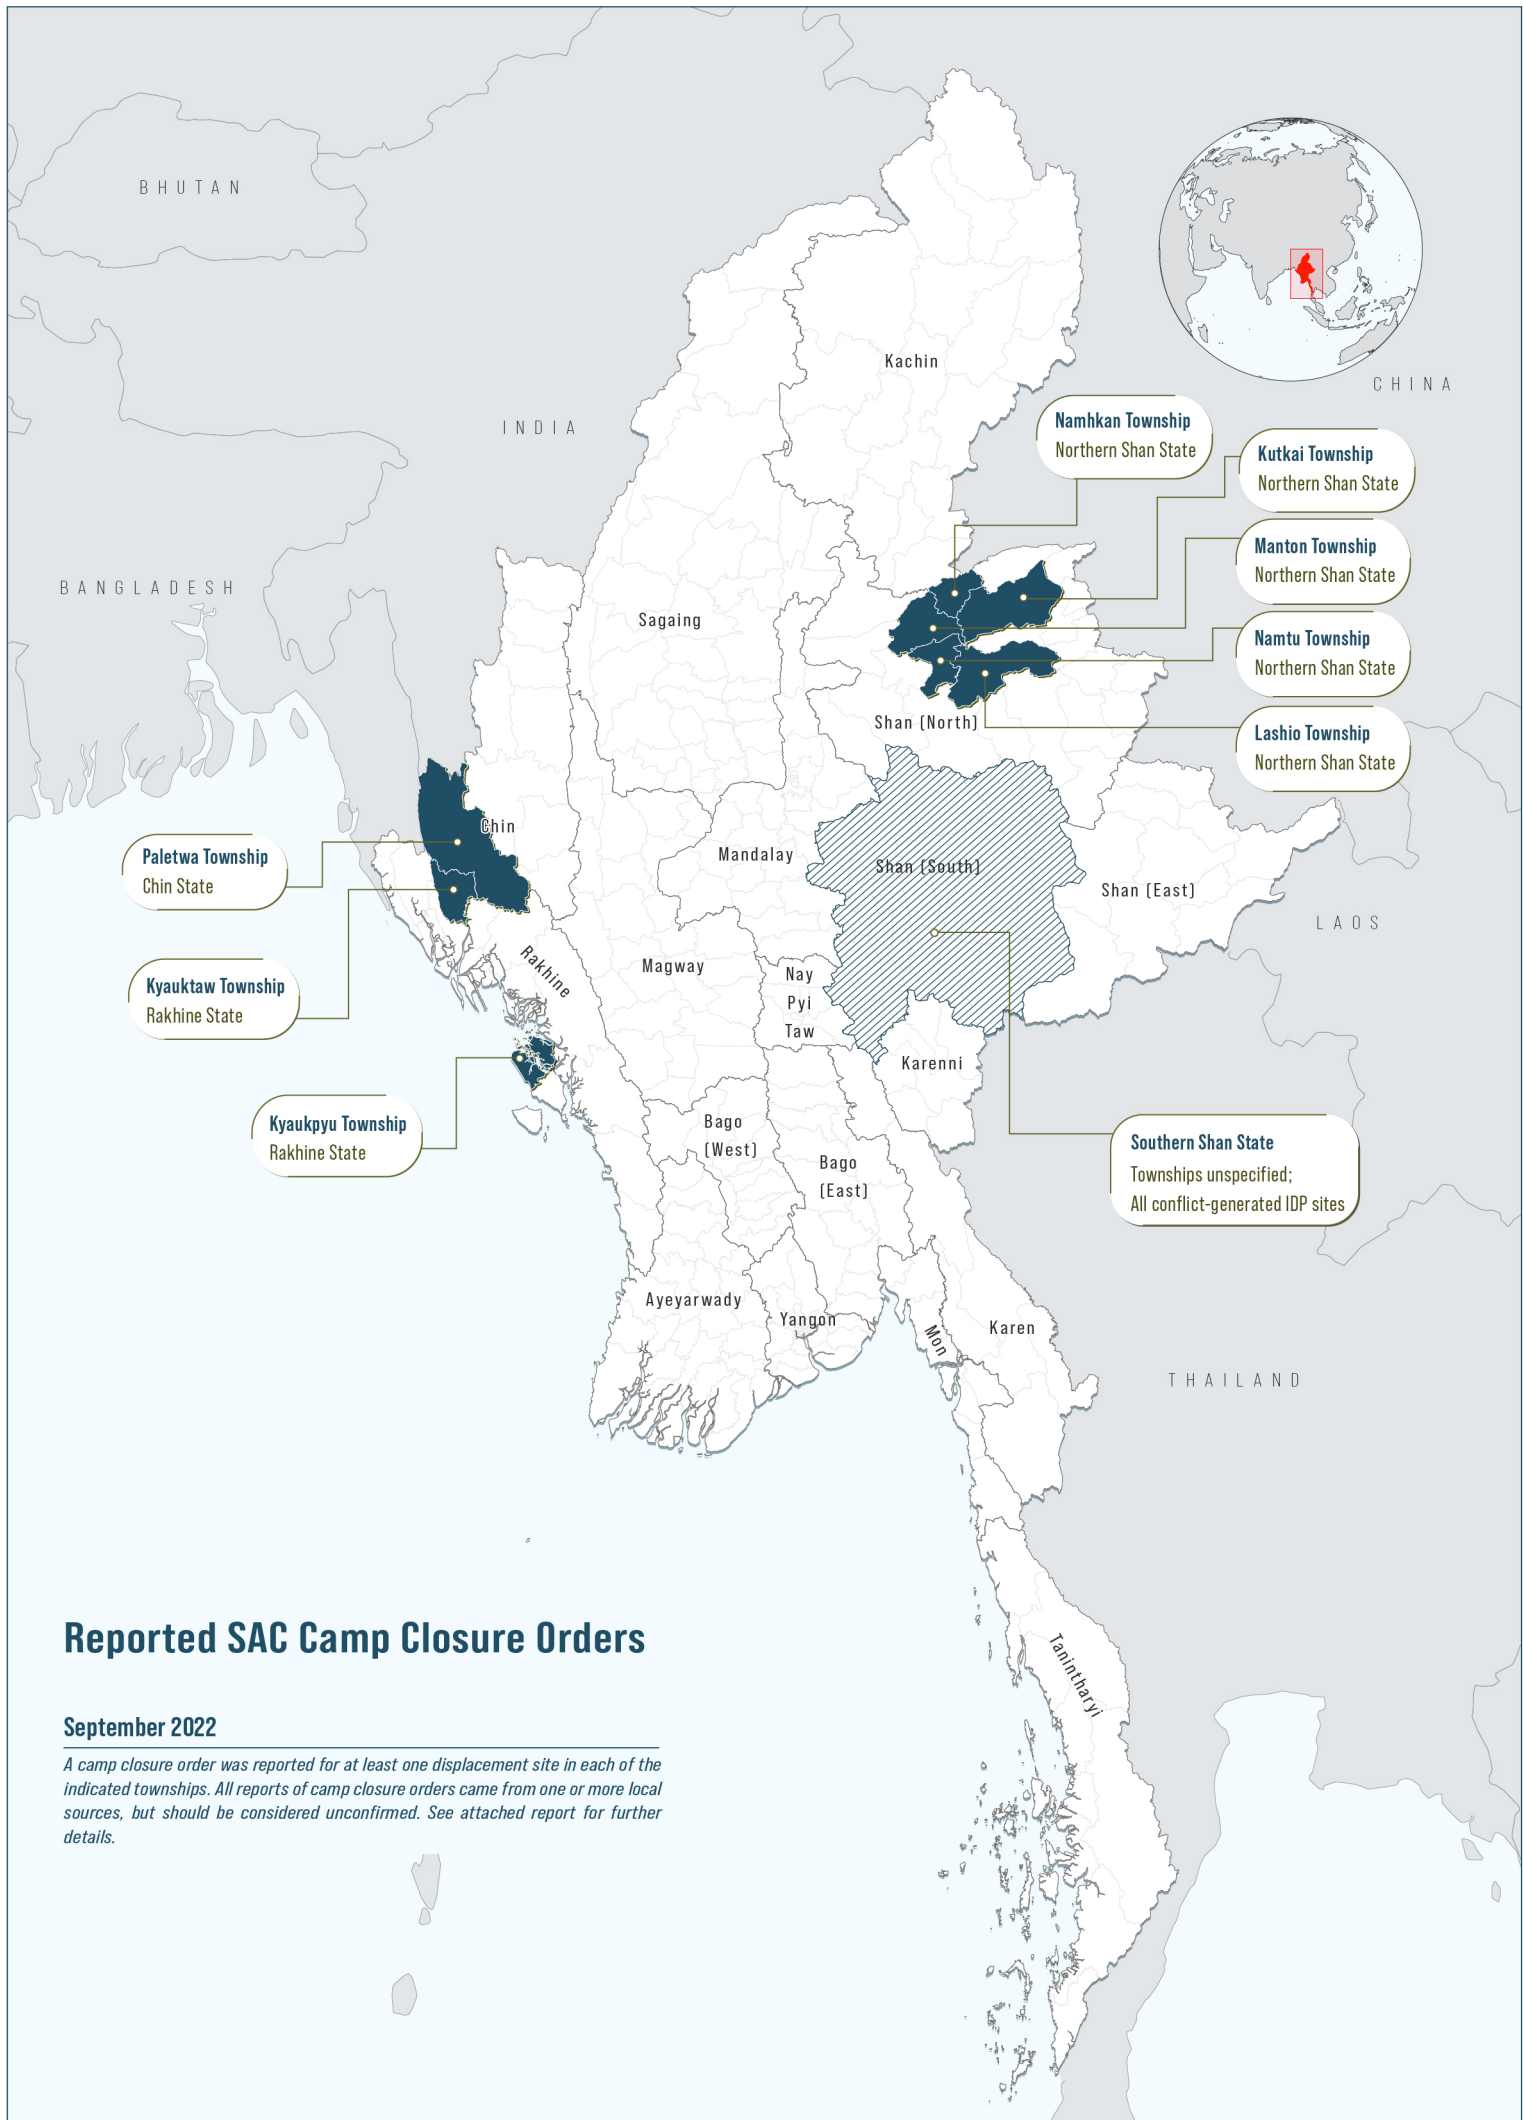 BHUTAN
CHINA
INDIA
BANGLADESH
LAOS
THAILAND
Kachin
Namhkan Township
Northern Shan State
Kutkai Township
Northern Shan State
Manton Township
Northern Shan State
Namtu Township
Northern Shan State
Lashio Township
Northern Shan State
Sagaing
Shan (North)
Chin
Mandalay
Shan (South)
Shan (East)
Paletwa Township
Chin State
Kyauktaw Township
Rakhine State
Rakhine
Magway
Nay
Pyi
Taw
Karenni
Kyaukpyu Township
Rakhine State
Bago
(West)
Bago
(East)
Southern Shan State
Townships unspecified;
All conflict-generated IDP sites
Ayeyarwady
Yangon
Mon
Karen
Tanintharyi
Reported SAC Camp Closure Orders
September 2022
A camp closure order was reported for at least one displacement site in each of the
indicated townships. All reports of camp closure orders came from one or more local
sources, but should be considered unconfirmed. See attached report for further
details.